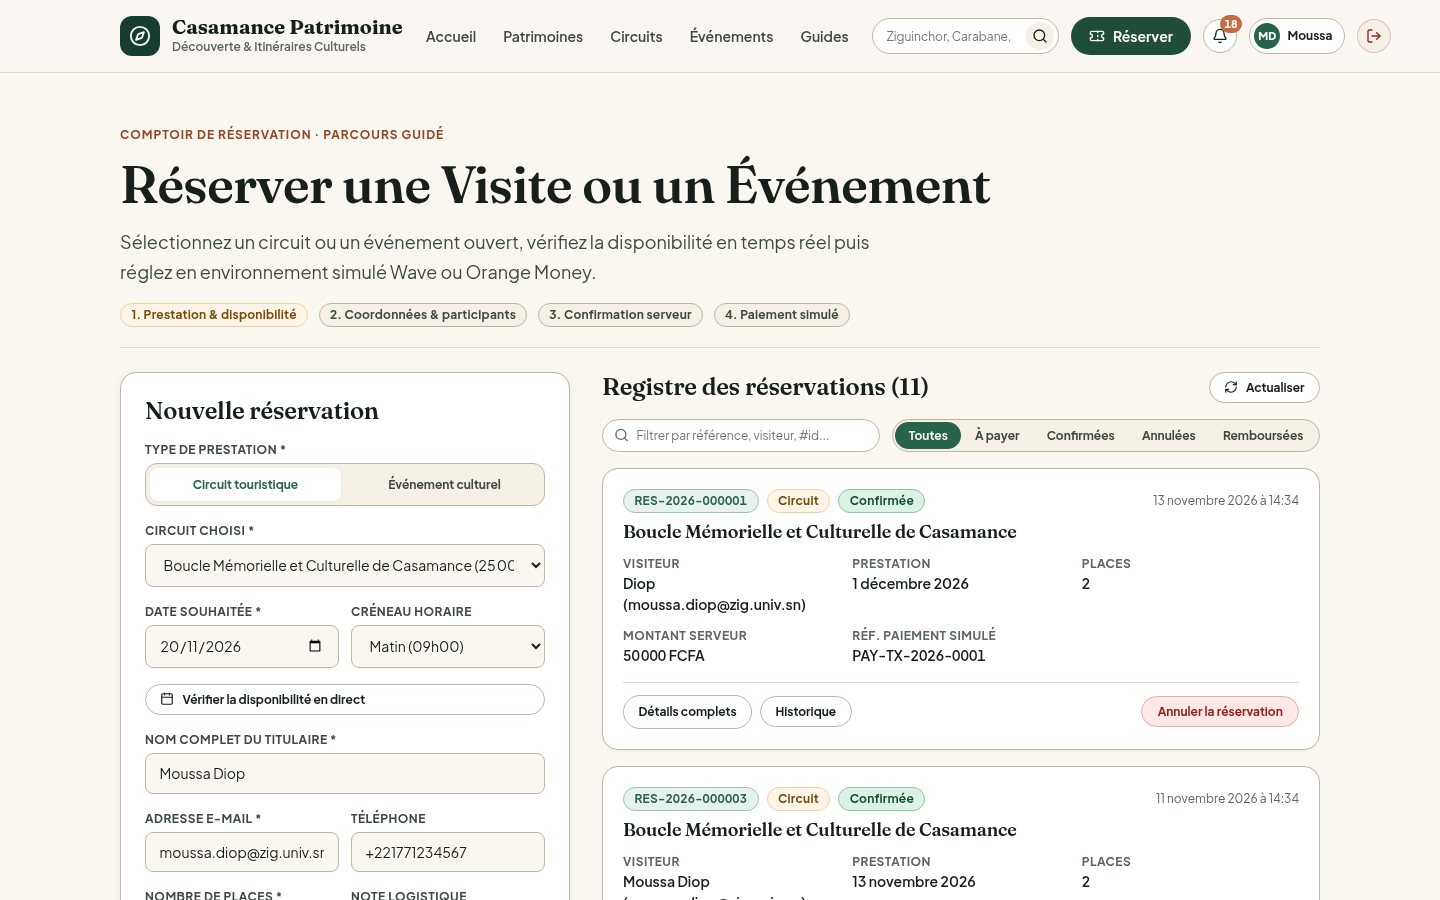 Casamance Patrimoine
Découverte & Itinéraires Culturels
Accueil
Patrimoines
Circuits
Événements
Guides
Ziguinchor, Carabane,
Réserver
18
MD
Moussa
COMPTOIR DE RÉSERVATION · PARCOURS GUIDÉ
Réserver une Visite ou un Événement
Sélectionnez un circuit ou un événement ouvert, vérifiez la disponibilité en temps réel puis
réglez en environnement simulé Wave ou Orange Money.
1. Prestation & disponibilité
2. Coordonnées & participants
3. Confirmation serveur
4. Paiement simulé
Nouvelle réservation
TYPE DE PRESTATION *
Circuit touristique
Événement culturel
CIRCUIT CHOISI *
Boucle Mémorielle et Culturelle de Casamance (25 00
DATE SOUHAITÉE *
CRÉNEAU HORAIRE
20/11/2026
Matin (09h00)
Vérifier la disponibilité en direct
NOM COMPLET DU TITULAIRE *
Moussa Diop
ADRESSE E-MAIL *
TÉLÉPHONE
moussa.diop@zig.univ.sr
+221771234567
NOMBRE DE PLACES *
NOTE LOGISTIQUE
Registre des réservations (11)
Actualiser
Filtrer par référence, visiteur, #id...
Toutes
À payer
Confirmées
Annulées
Remboursées
RES-2026-000001
Circuit
Confirmée
13 novembre 2026 à 14:34
Boucle Mémorielle et Culturelle de Casamance
VISITEUR
PRESTATION
PLACES
Diop
(moussa.diop@zig.univ.sn)
1 décembre 2026
2
MONTANT SERVEUR
RÉF. PAIEMENT SIMULÉ
50 000 FCFA
PAY-TX-2026-0001
Détails complets
Historique
Annuler la réservation
RES-2026-000003
Circuit
Confirmée
11 novembre 2026 à 14:34
Boucle Mémorielle et Culturelle de Casamance
VISITEUR
PRESTATION
PLACES
Moussa Diop
13 novembre 2026
2